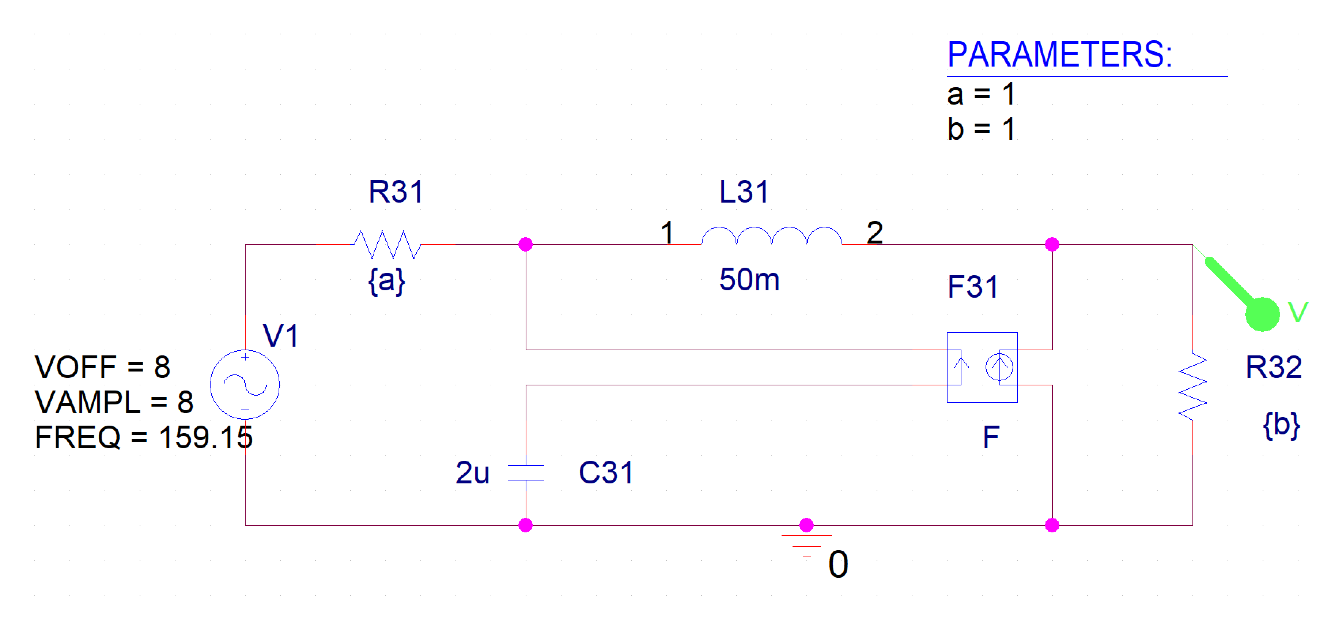 PARAMETERS:
a = 1
b = 1
R31
L31
1
2
{a}
50m
F31
V
V1
+
-
VOFF = 8
VAMPL = 8
FREQ = 159.15
R32
{b}
F
2u
C31
0